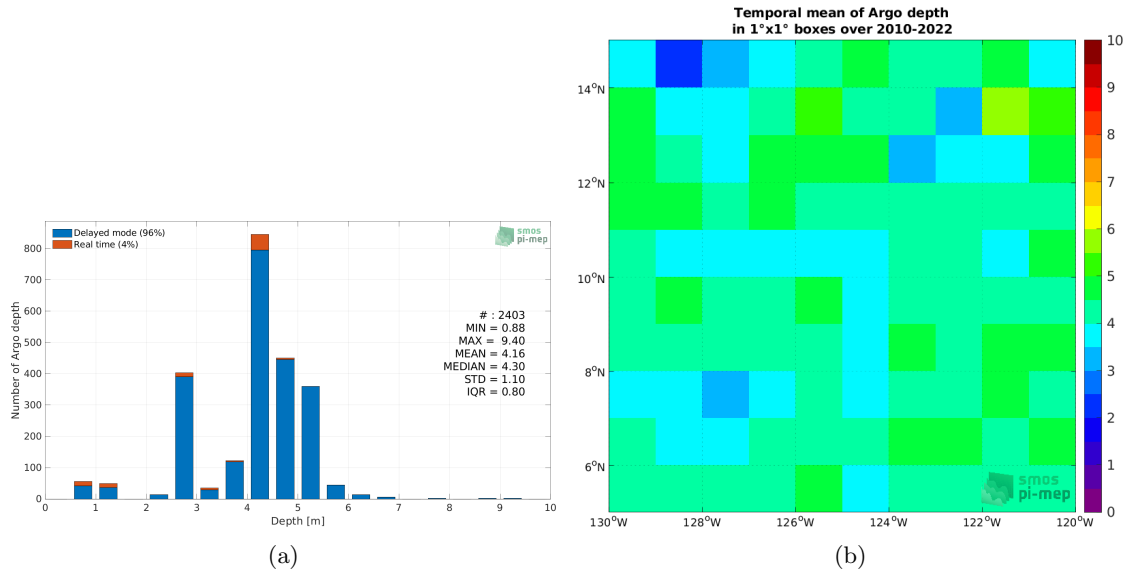 Temporal mean of Argo depth
in 1°x1° boxes over 2010-2022
Delayed mode (96%)
Real time (4%)
smos
pi-mep
# : 2403
MIN = 0.88
MAX = 9.40
MEAN = 4.16
MEDIAN = 4.30
STD = 1.10
IQR = 0.80
Number of Argo depth
800
700
600
500
400
300
200
100
0
0 1 2 3 4 5 6 7 8 9 10
Depth [m]
(a)
14°N
12°N
10°N
8°N
6°N
130°W 128°W 126°W 124°W 122°W 120°W
smos
pi-mep
10
9
8
7
6
5
4
3
2
1
0
(b)